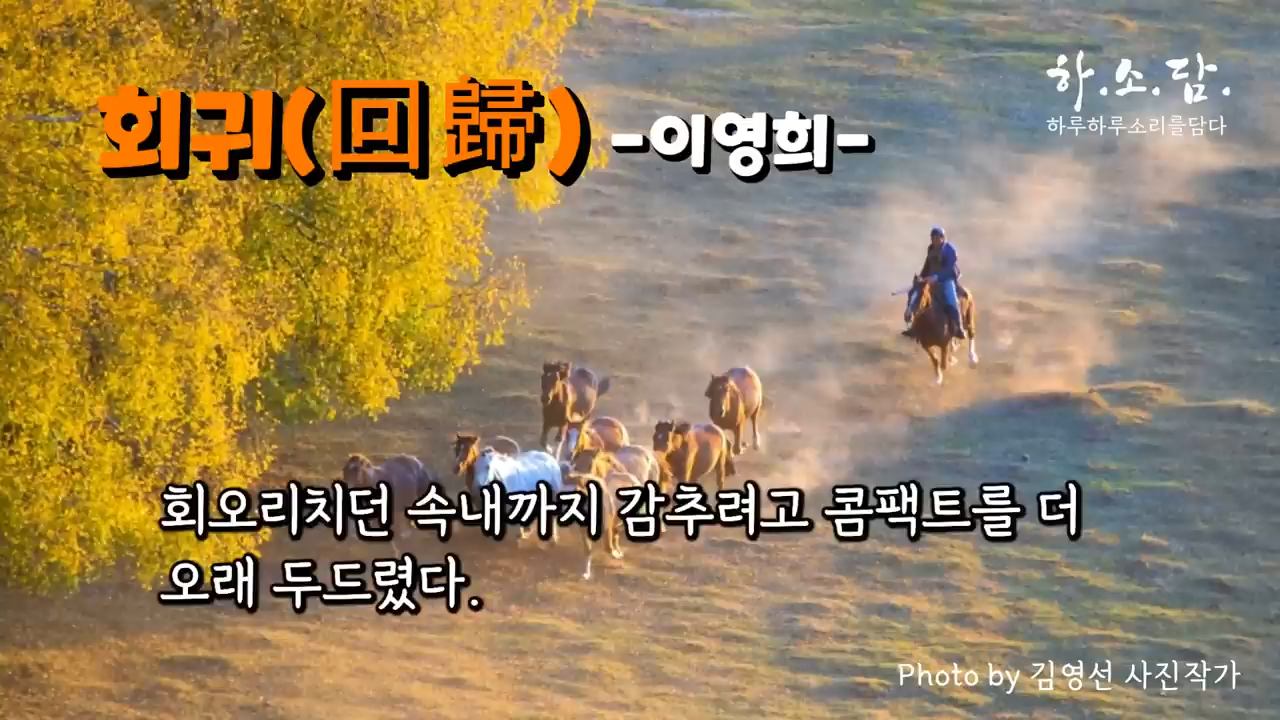 회귀(回歸) -이영희-
하.소.담.
하루하루소리를담다
회오리치던 속내까지 감추려고 콤팩트를 더
오래 두드렸다.
Photo by 김영선 사진작가